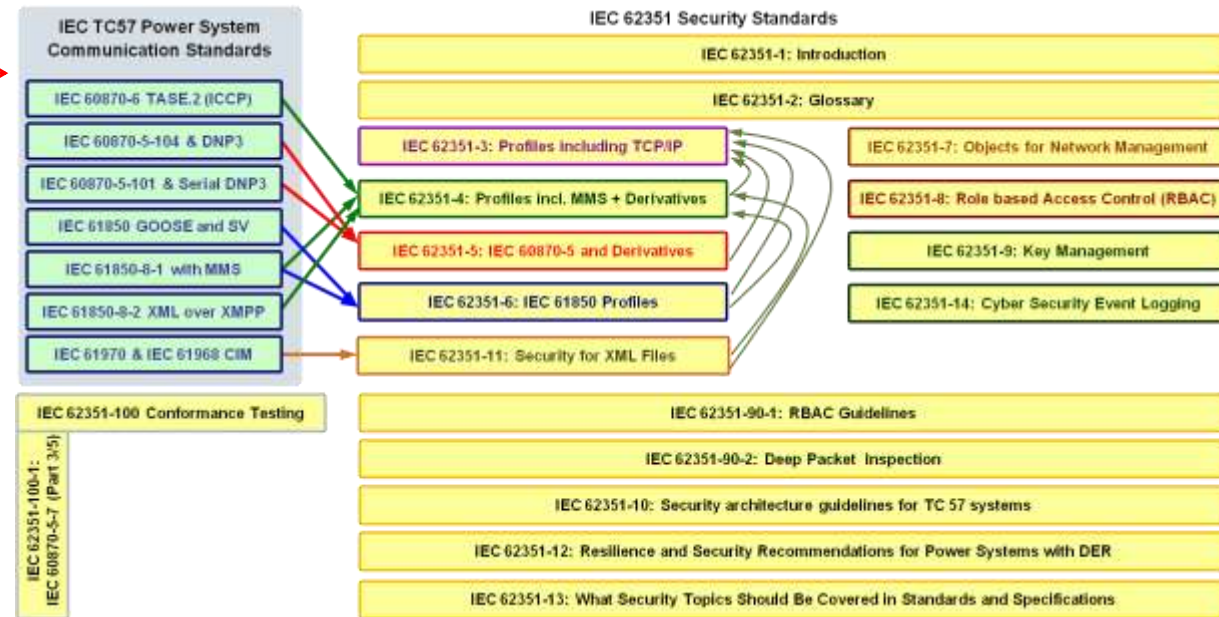 IEC TC57 Power System
Communication Standards
IEC 60870-6 TASE.2 (ICCP)
IEC 60870-5-104 & DNP3
IEC 60870-5-101 & Serial DNP3
IEC 61850 GOOSE and SV
IEC 61850-8-1 with MMS
IEC 61850-8-2 XML over XMPP
IEC 61970 & IEC 61968 CIM
IEC 62351 Security Standards
IEC 62351-1: Introduction
IEC 62351-2: Glossary
IEC 62351-3: Profiles including TCP/IP
IEC 62351-4: Profiles incl. MMS + Derivatives
IEC 62351-5: IEC 60870-5 and Derivatives
IEC 62351-6: IEC 61850 Profiles
IEC 62351-11: Security for XML Files
IEC 62351-7: Objects for Network Management
IEC 62351-8: Role based Access Control (RBAC)
IEC 62351-9: Key Management
IEC 62351-14: Cyber Security Event Logging
IEC 62351-100 Conformance Testing
IEC 62351-100-1:
IEC 60870-5-7 (Part 3/5)
IEC 62351-90-1: RBAC Guidelines
IEC 62351-90-2: Deep Packet Inspection
IEC 62351-10: Security architecture guidelines for TC 57 systems
IEC 62351-12: Resilience and Security Recommendations for Power Systems with DER
IEC 62351-13: What Security Topics Should Be Covered in Standards and Specifications